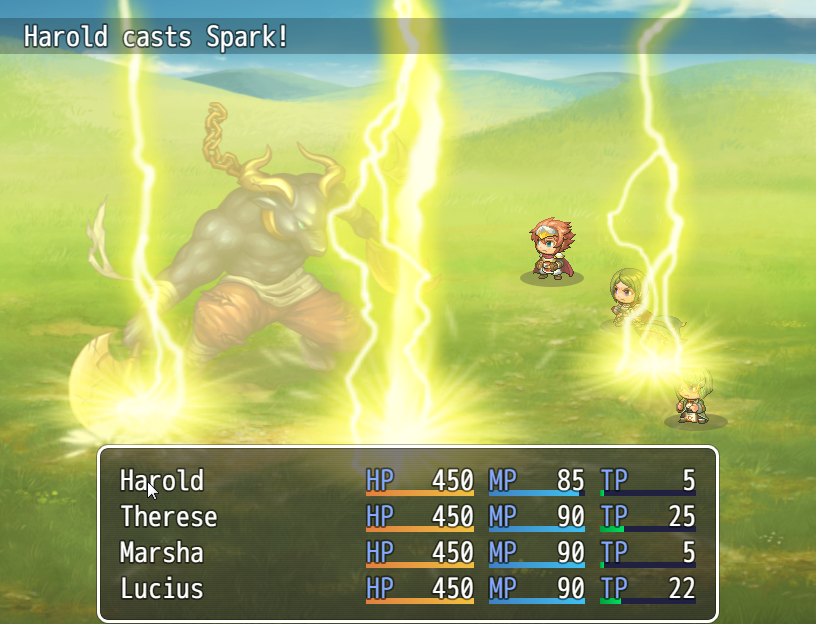 Harold casts Spark!
Harold HP 450 MP 85 TP 5
Therese HP 450 MP 90 TP 25
Marsha HP 450 MP 90 TP 5
Lucius HP 450 MP 90 TP 22